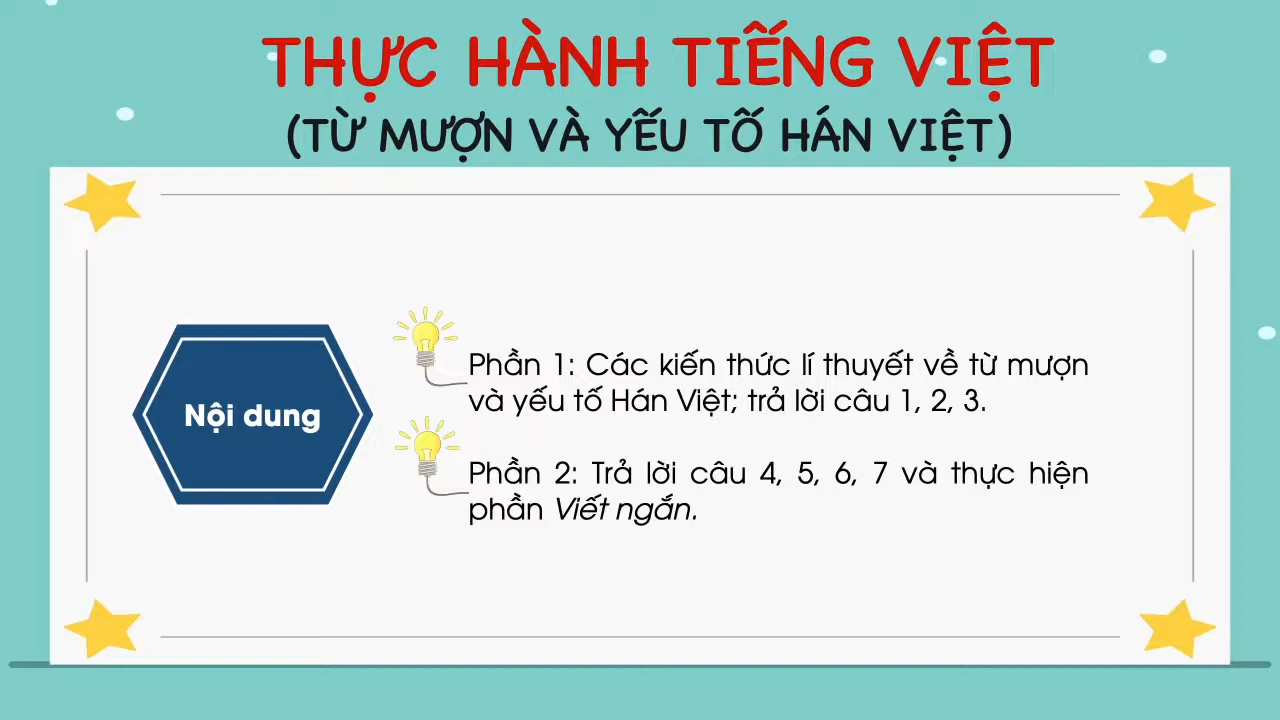 THỰC HÀNH TIẾNG VIỆT
(TỪ MƯỢN VÀ YẾU TỐ HÁN VIỆT)
Nội dung
Phần 1: Các kiến thức lí thuyết về từ mượn
và yếu tố Hán Việt; trả lời câu 1, 2, 3.
Phần 2: Trả lời câu 4, 5, 6, 7 và thực hiện
phần Viết ngắn.